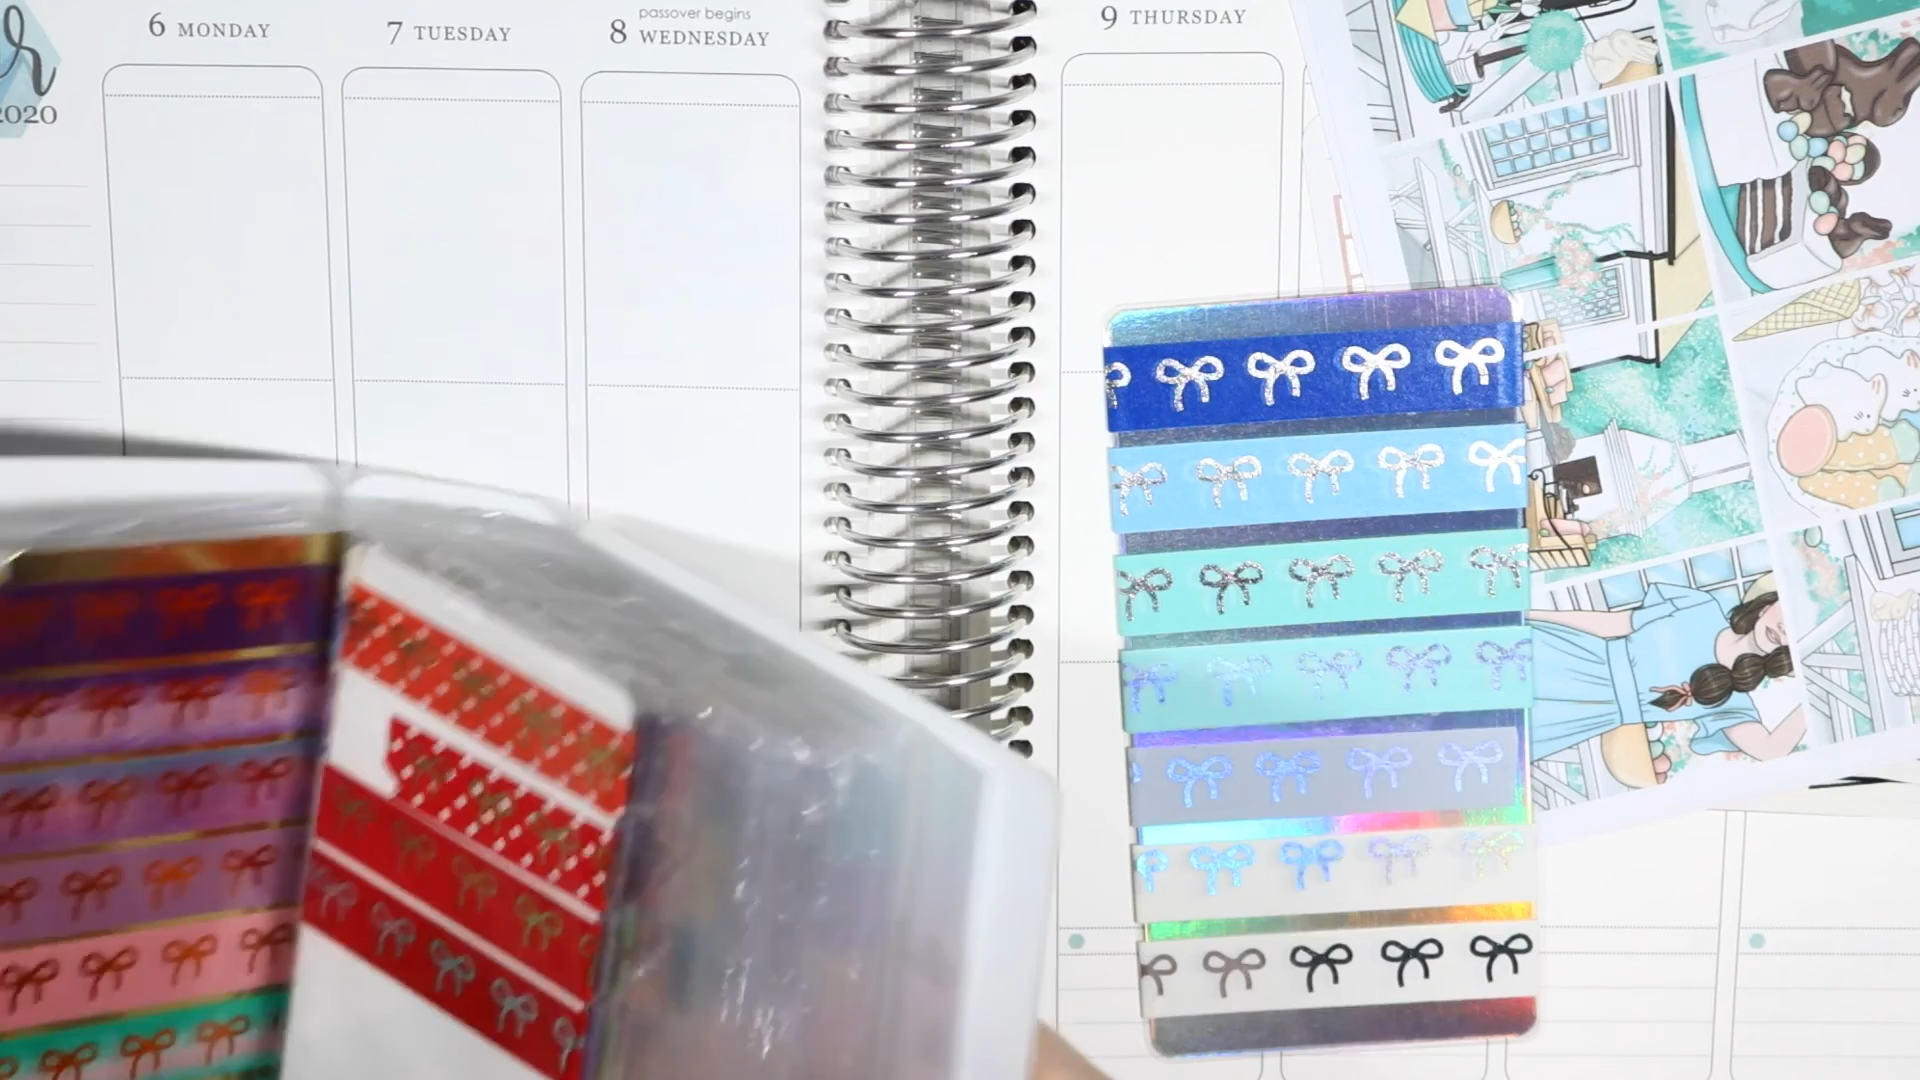 2020
6 MONDAY
7 TUESDAY
passover begins
8 WEDNESDAY
9 THURSDAY